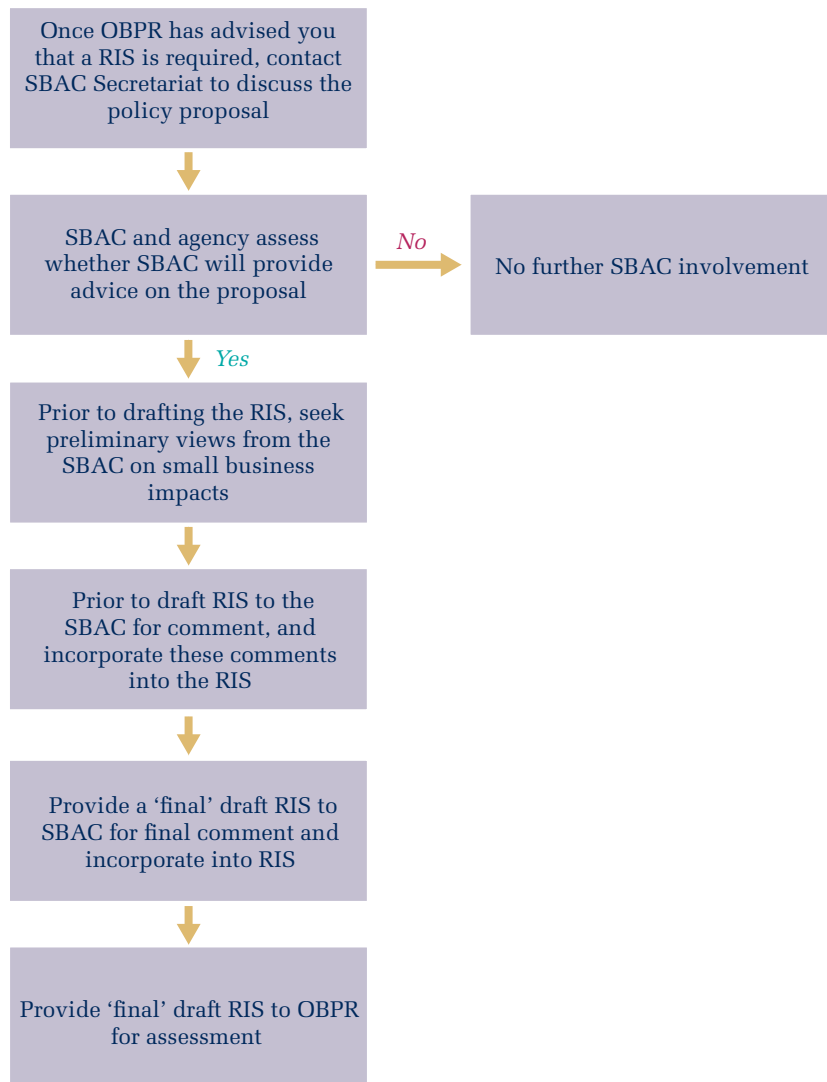 Once OBPR has advised you
that a RIS is required, contact
SBAC Secretariat to discuss the
policy proposal
SBAC and agency assess
whether SBAC will provide
advice on the proposal
No
No further SBAC involvement
Yes
Prior to drafting the RIS, seek
preliminary views from the
SBAC on small business
impacts
Prior to draft RIS to the
SBAC for comment, and
incorporate these comments
into the RIS
Provide a ‘final’ draft RIS to
SBAC for final comment and
incorporate into RIS
Provide ‘final’ draft RIS to OBPR
for assessment